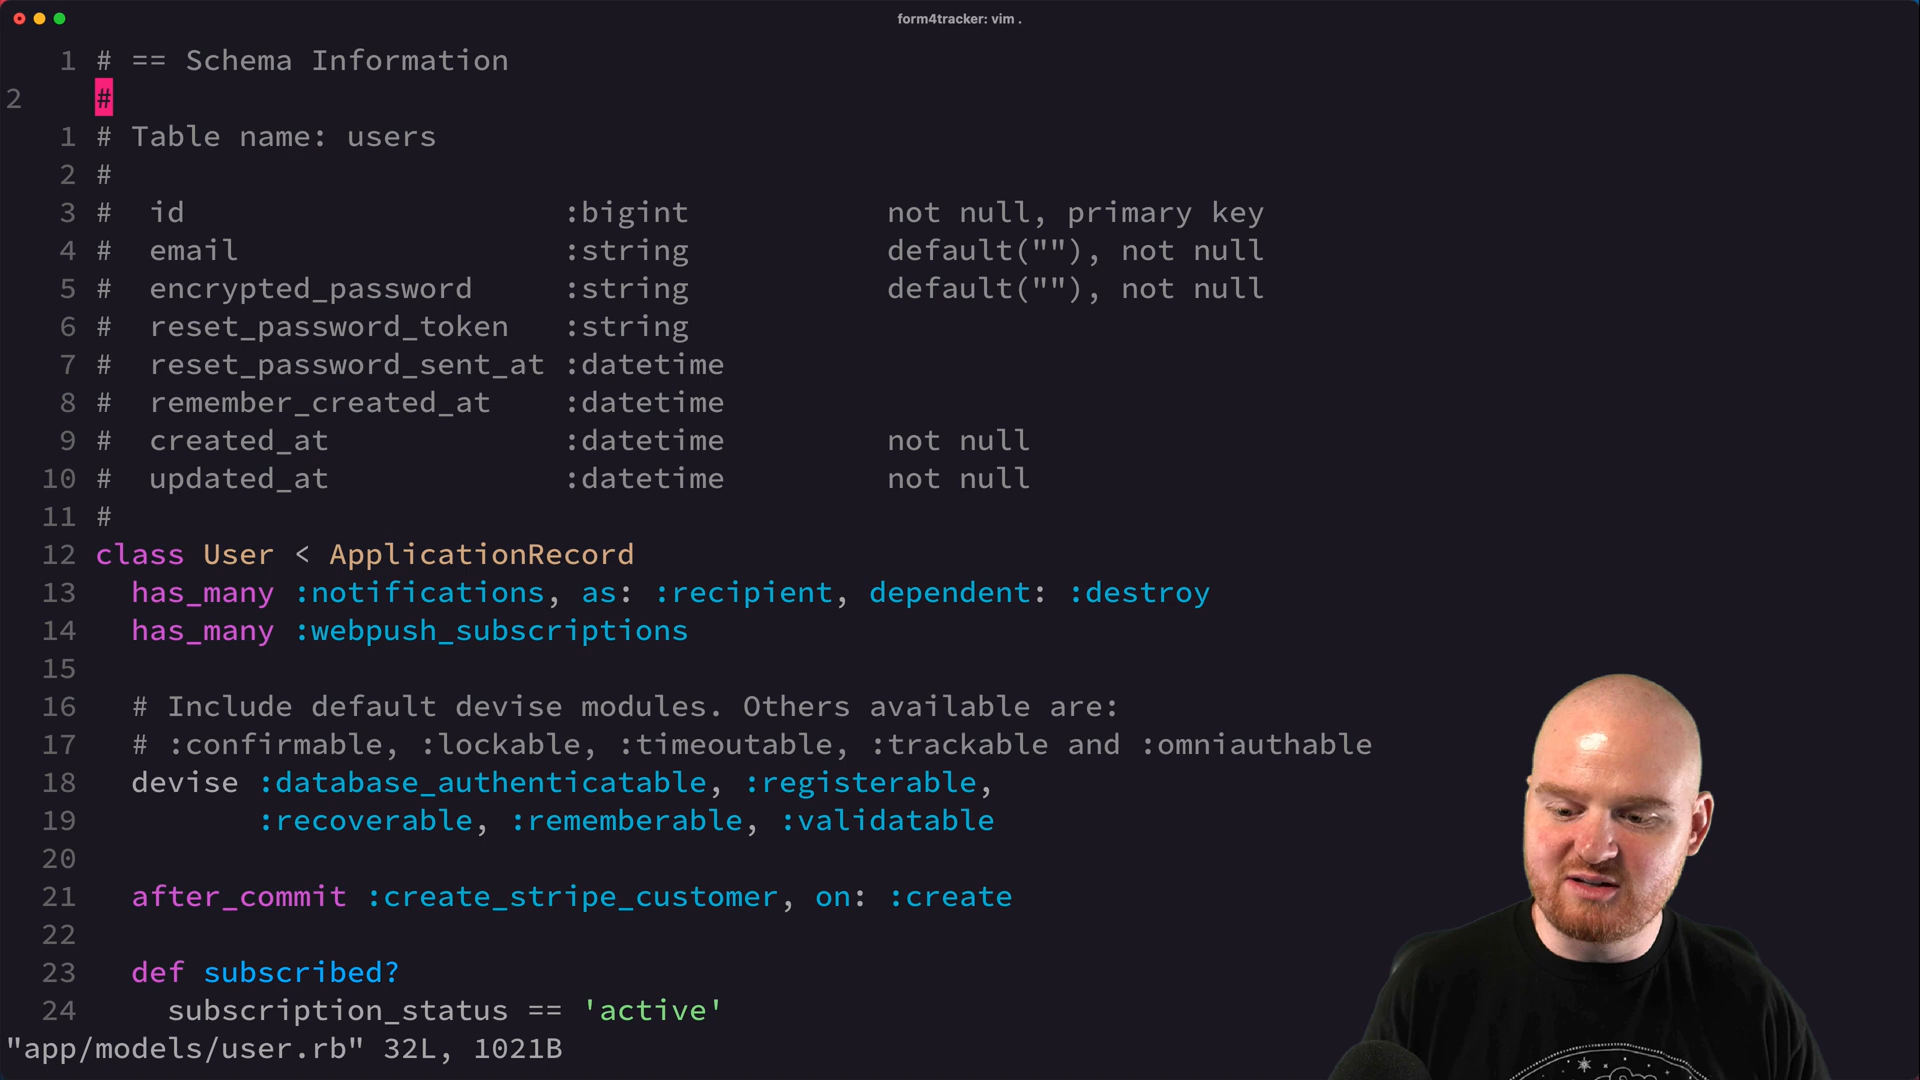 form4tracker: vim .
1 # == Schema Information
2 #
1 # Table name: users
2 #
3 #  id                     :bigint           not null, primary key
4 #  email                  :string           default(""), not null
5 #  encrypted_password     :string           default(""), not null
6 #  reset_password_token   :string
7 #  reset_password_sent_at :datetime
8 #  remember_created_at    :datetime
9 #  created_at             :datetime         not null
10 #  updated_at             :datetime         not null
11 #
12 class User < ApplicationRecord
13   has_many :notifications, as: :recipient, dependent: :destroy
14   has_many :webpush_subscriptions
15
16   # Include default devise modules. Others available are:
17   # :confirmable, :lockable, :timeoutable, :trackable and :omniauthable
18   devise :database_authenticatable, :registerable,
19          :recoverable, :rememberable, :validatable
20
21   after_commit :create_stripe_customer, on: :create
22
23   def subscribed?
24     subscription_status == 'active'
"app/models/user.rb" 32L, 1021B